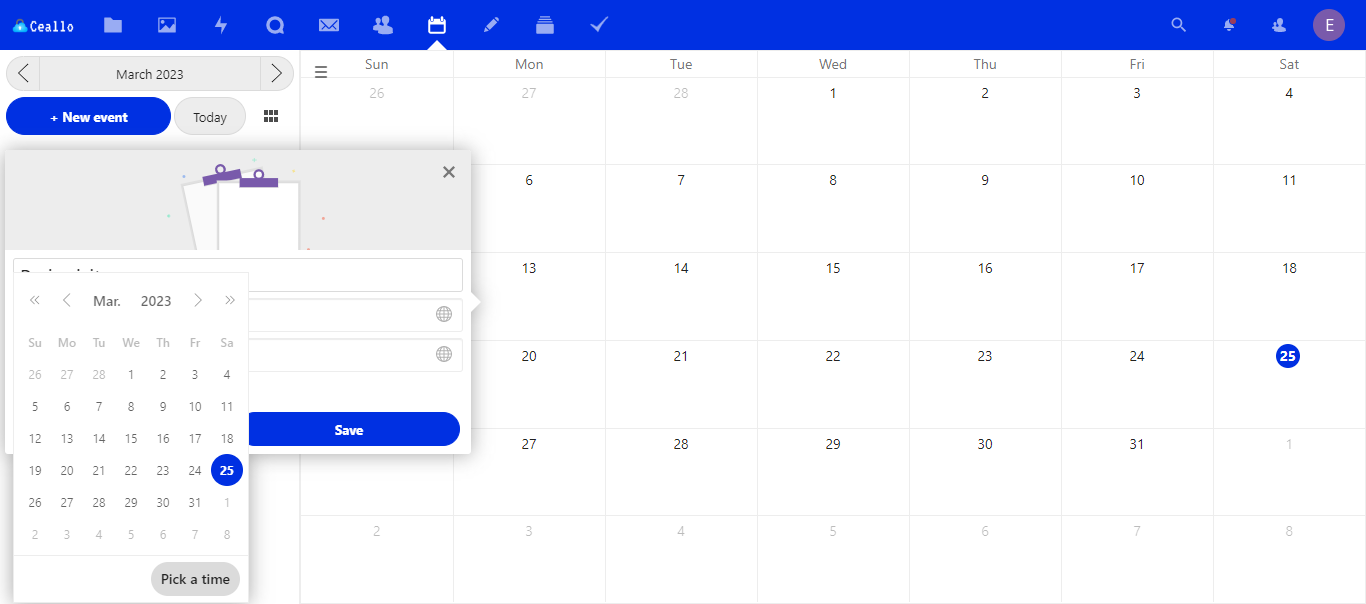 Ceallo
E
March 2023
+ New event
Today
Sun Mon Tue Wed Thu Fri Sat
26 27 28 1 2 3 4
6 7 8 9 10 11
13 14 15 16 17 18
20 21 22 23 24 25
27 28 29 30 31 1
2 3 4 5 6 7 8
Mar. 2023
Su Mo Tu We Th Fr Sa
26 27 28 1 2 3 4
5 6 7 8 9 10 11
12 13 14 15 16 17 18
19 20 21 22 23 24 25
26 27 28 29 30 31 1
2 3 4 5 6 7 8
Pick a time
Save